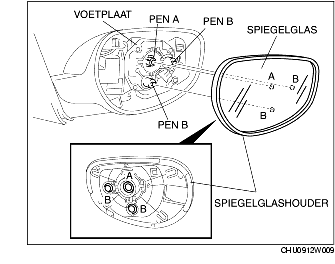 VOETPLAAT
PEN A
PEN B
SPIEGELGLAS
A
B
B
PEN B
A
B
B
SPIEGELGLASHOUDER
CHU0912W009